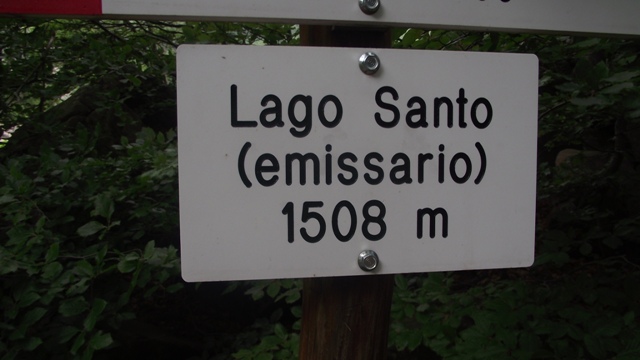 Lago Santo
(emissario)
1508 m